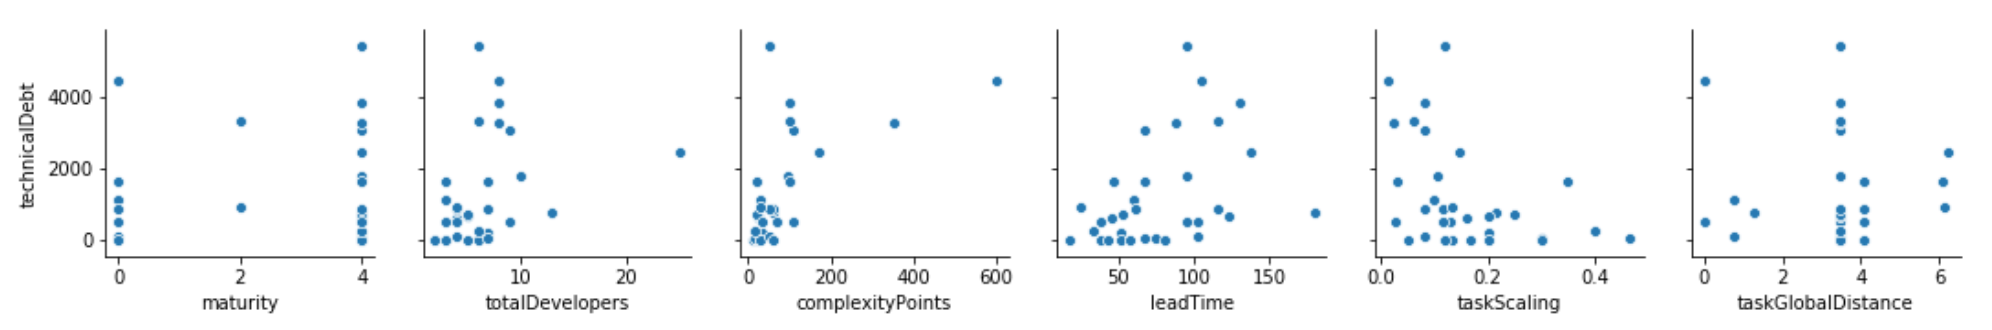 technicalDebt
4000
2000
0
0 2 4
maturity
10 20
totalDevelopers
0 200 400 600
complexityPoints
50 100 150
leadTime
0.0 0.2 0.4
taskScaling
0 2 4 6
taskGlobalDistance